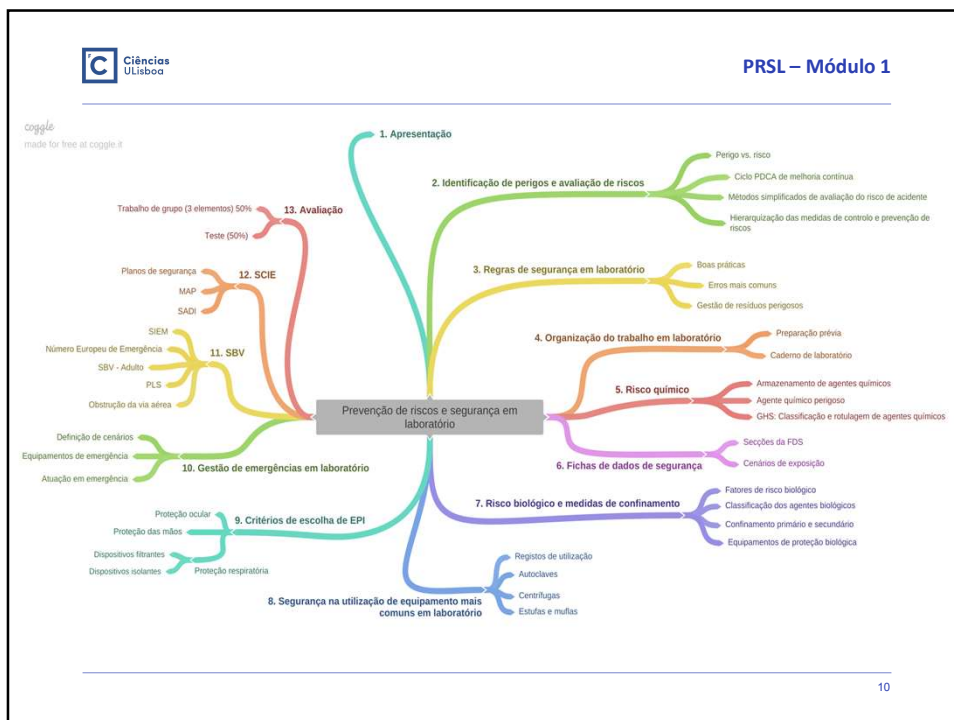 Ciências
ULisboa
PRSL – Módulo 1
coggle
made for free at coggle.it
1. Apresentação
2. Identificação de perigos e avaliação de riscos
Perigo vs. risco
Ciclo PDCA de melhoria contínua
Métodos simplificados de avaliação do risco de acidente
Hierarquização das medidas de controlo e prevenção de
riscos
3. Regras de segurança em laboratório
Boas práticas
Erros mais comuns
Gestão de resíduos perigosos
4. Organização do trabalho em laboratório
Preparação prévia
Caderno de laboratório
5. Risco químico
Armazenamento de agentes químicos
Agente químico perigoso
GHS: Classificação e rotulagem de agentes químicos
Prevenção de riscos e segurança em
laboratório
6. Fichas de dados de segurança
Secções da FDS
Cenários de exposição
7. Risco biológico e medidas de confinamento
Fatores de risco biológico
Classificação dos agentes biológicos
Confinamento primário e secundário
Equipamentos de proteção biológica
8. Segurança na utilização de equipamento mais
comuns em laboratório
Registos de utilização
Autoclaves
Centrífugas
Estufas e muflas
9. Critérios de escolha de EPI
Proteção ocular
Proteção das mãos
Proteção respiratória
Dispositivos filtrantes
Dispositivos isolantes
10. Gestão de emergências em laboratório
Definição de cenários
Equipamentos de emergência
Atuação em emergência
11. SBV
SIEM
Número Europeu de Emergência
SBV - Adulto
PLS
Obstrução da via aérea
12. SCIE
Planos de segurança
MAP
SADI
13. Avaliação
Trabalho de grupo (3 elementos) 50%
Teste (50%)
10